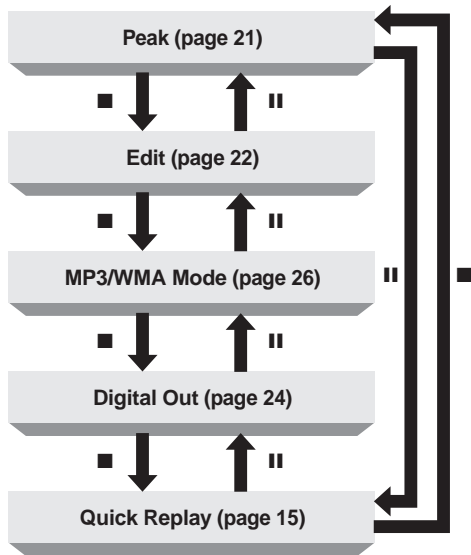 Peak (page 21)
Edit (page 22)
MP3/WMA Mode (page 26)
Digital Out (page 24)
Quick Replay (page 15)